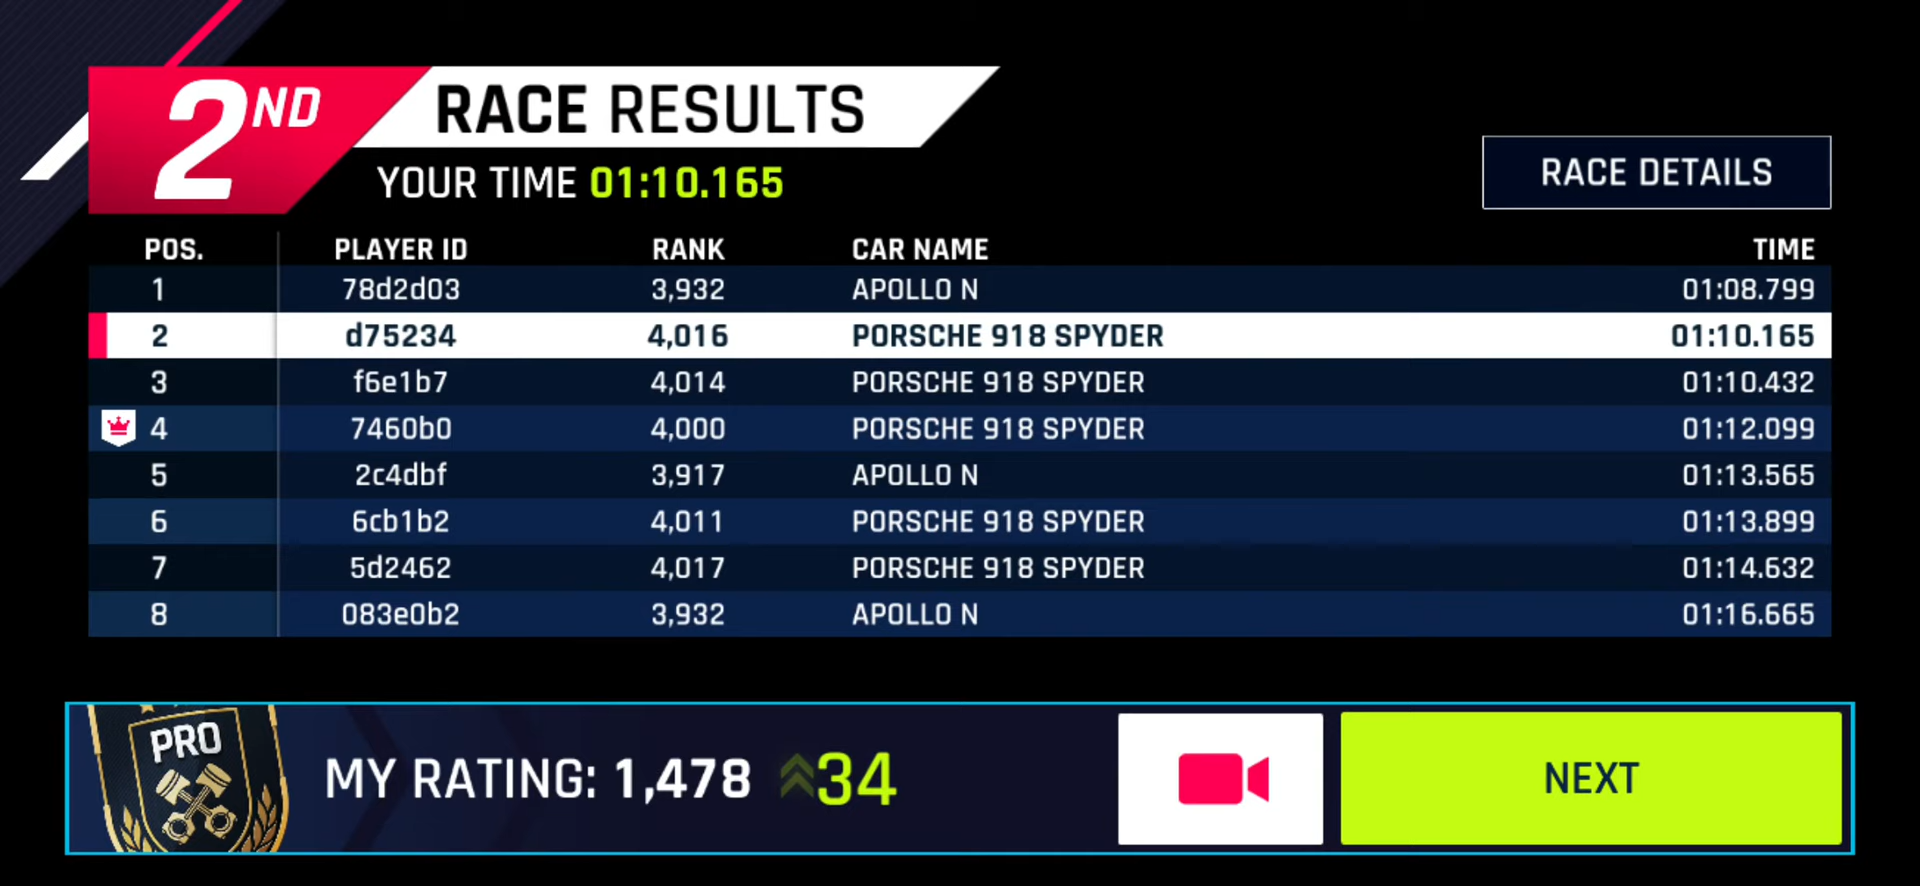 2ND
RACE RESULTS
YOUR TIME 01:10.165
RACE DETAILS
POS. PLAYER ID RANK CAR NAME TIME
1 78d2d03 3,932 APOLLO N 01:08.799
2 d75234 4,016 PORSCHE 918 SPYDER 01:10.165
3 f6e1b7 4,014 PORSCHE 918 SPYDER 01:10.432
4 7460b0 4,000 PORSCHE 918 SPYDER 01:12.099
5 2c4dbf 3,917 APOLLO N 01:13.565
6 6cb1b2 4,011 PORSCHE 918 SPYDER 01:13.899
7 5d2462 4,017 PORSCHE 918 SPYDER 01:14.632
8 083e0b2 3,932 APOLLO N 01:16.665
PRO
MY RATING: 1,478 34
NEXT